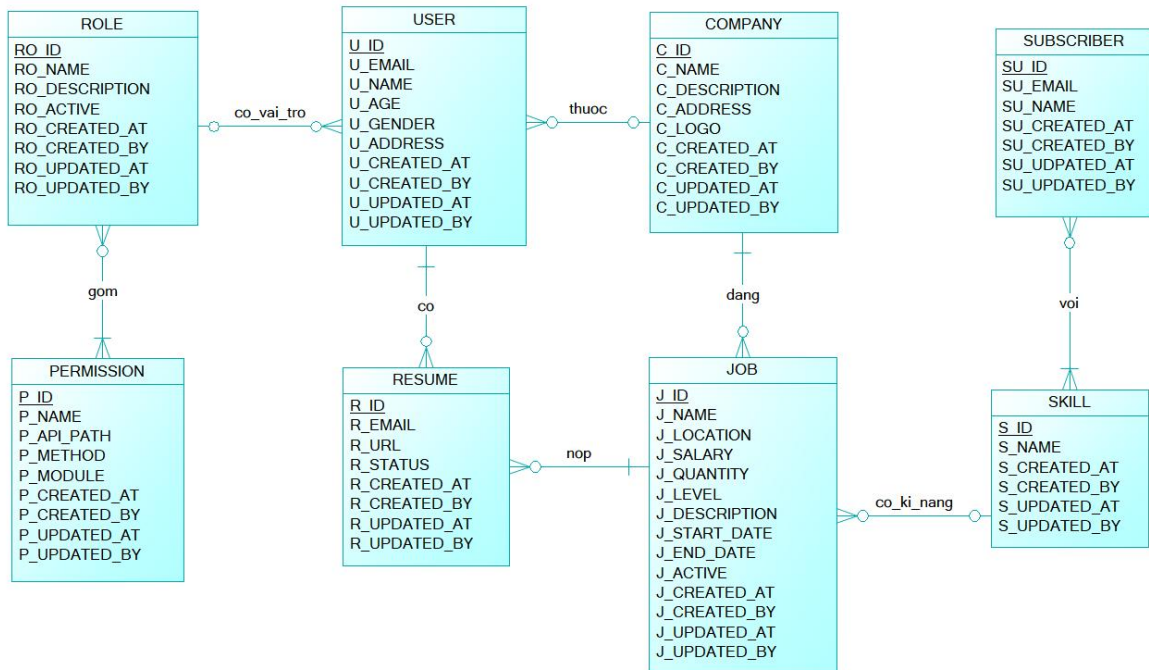 ROLE
RO_ID
RO_NAME
RO_DESCRIPTION
RO_ACTIVE
RO_CREATED_AT
RO_CREATED_BY
RO_UPDATED_AT
RO_UPDATED_BY
co_vai_tro
USER
U_ID
U_EMAIL
U_NAME
U_AGE
U_GENDER
U_ADDRESS
U_CREATED_AT
U_CREATED_BY
U_UPDATED_AT
U_UPDATED_BY
thuoc
COMPANY
C_ID
C_NAME
C_DESCRIPTION
C_ADDRESS
C_LOGO
C_CREATED_AT
C_CREATED_BY
C_UPDATED_AT
C_UPDATED_BY
SUBSCRIBER
SU_ID
SU_EMAIL
SU_NAME
SU_CREATED_AT
SU_CREATED_BY
SU_UDPATED_AT
SU_UPDATED_BY
gom
co
dang
voi
PERMISSION
P_ID
P_NAME
P_API_PATH
P_METHOD
P_MODULE
P_CREATED_AT
P_CREATED_BY
P_UPDATED_AT
P_UPDATED_BY
RESUME
R_ID
R_EMAIL
R_URL
R_STATUS
R_CREATED_AT
R_CREATED_BY
R_UPDATED_AT
R_UPDATED_BY
nop
JOB
J_ID
J_NAME
J_LOCATION
J_SALARY
J_QUANTITY
J_LEVEL
J_DESCRIPTION
J_START_DATE
J_END_DATE
J_ACTIVE
J_CREATED_AT
J_CREATED_BY
J_UPDATED_AT
J_UPDATED_BY
co_ki_nang
SKILL
S_ID
S_NAME
S_CREATED_AT
S_CREATED_BY
S_UPDATED_AT
S_UPDATED_BY